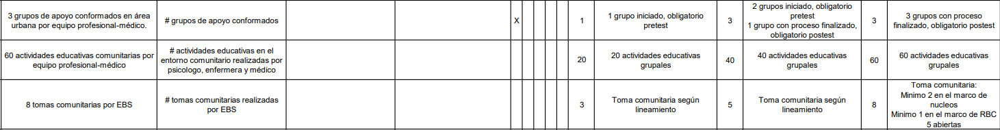 3 grupos de apoyo conformados en área
urbana por equipo profesional-médico.
# grupos de apoyo conformados
X
1
1 grupo iniciado, obligatorio
pretest
3
2 grupos iniciado, obligatorio
pretest
1 grupo con proceso finalizado,
obligatorio postest
3
3 grupos con proceso
finalizado, obligatorio postest
60 actividades educativas comunitarias por
equipo profesional-médico
# actividades educativas en el
entorno comunitario realizadas por
psicologo, enfermera y médico
20
20 actividades educativas
grupales
40
40 actividades educativas
grupales
60
60 actividades educativas
grupales
8 tomas comunitarias por EBS
# tomas comunitarias realizadas
por EBS
3
Toma comunitaria según
lineamiento
5
Toma comunitaria según
lineamiento
8
Toma comunitaria:
Minimo 2 en el marco de
nucleos
Minimo 1 en el marco de RBC
5 abiertas